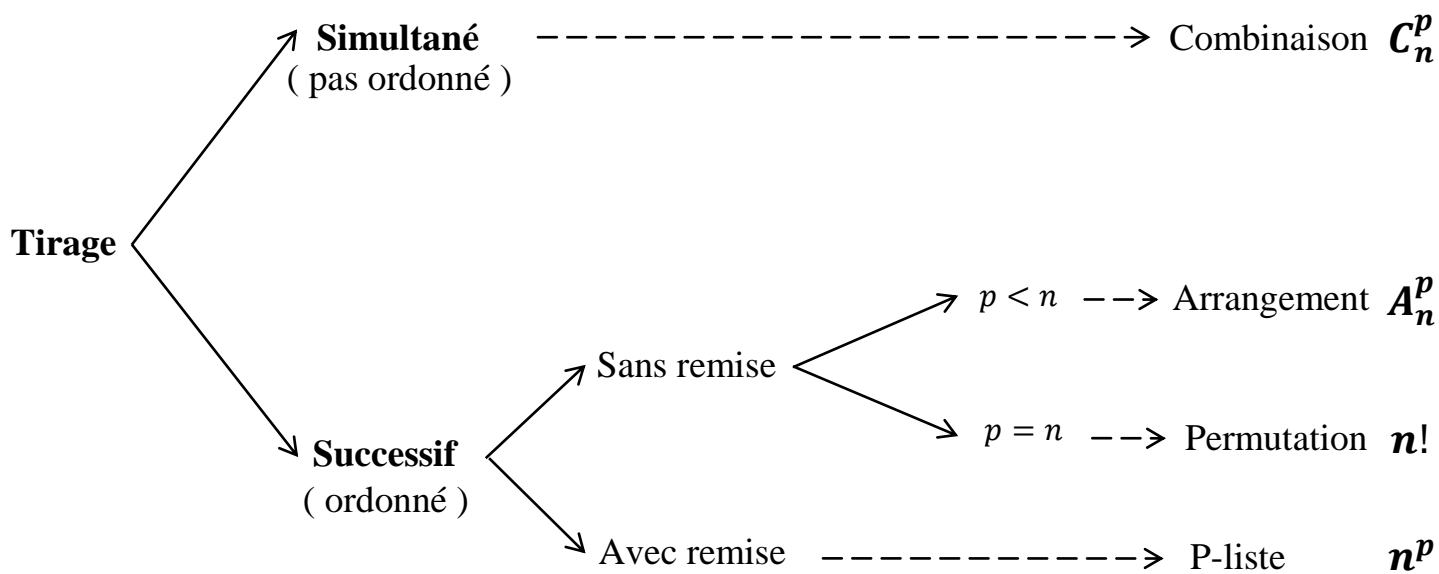 Simultané Combinaison C_n^p
( pas ordonné )
Tirage
p < n Arrangement A_n^p
Sans remise
p = n Permutation n!
Successif
( ordonné )
Avec remise P-liste n^p